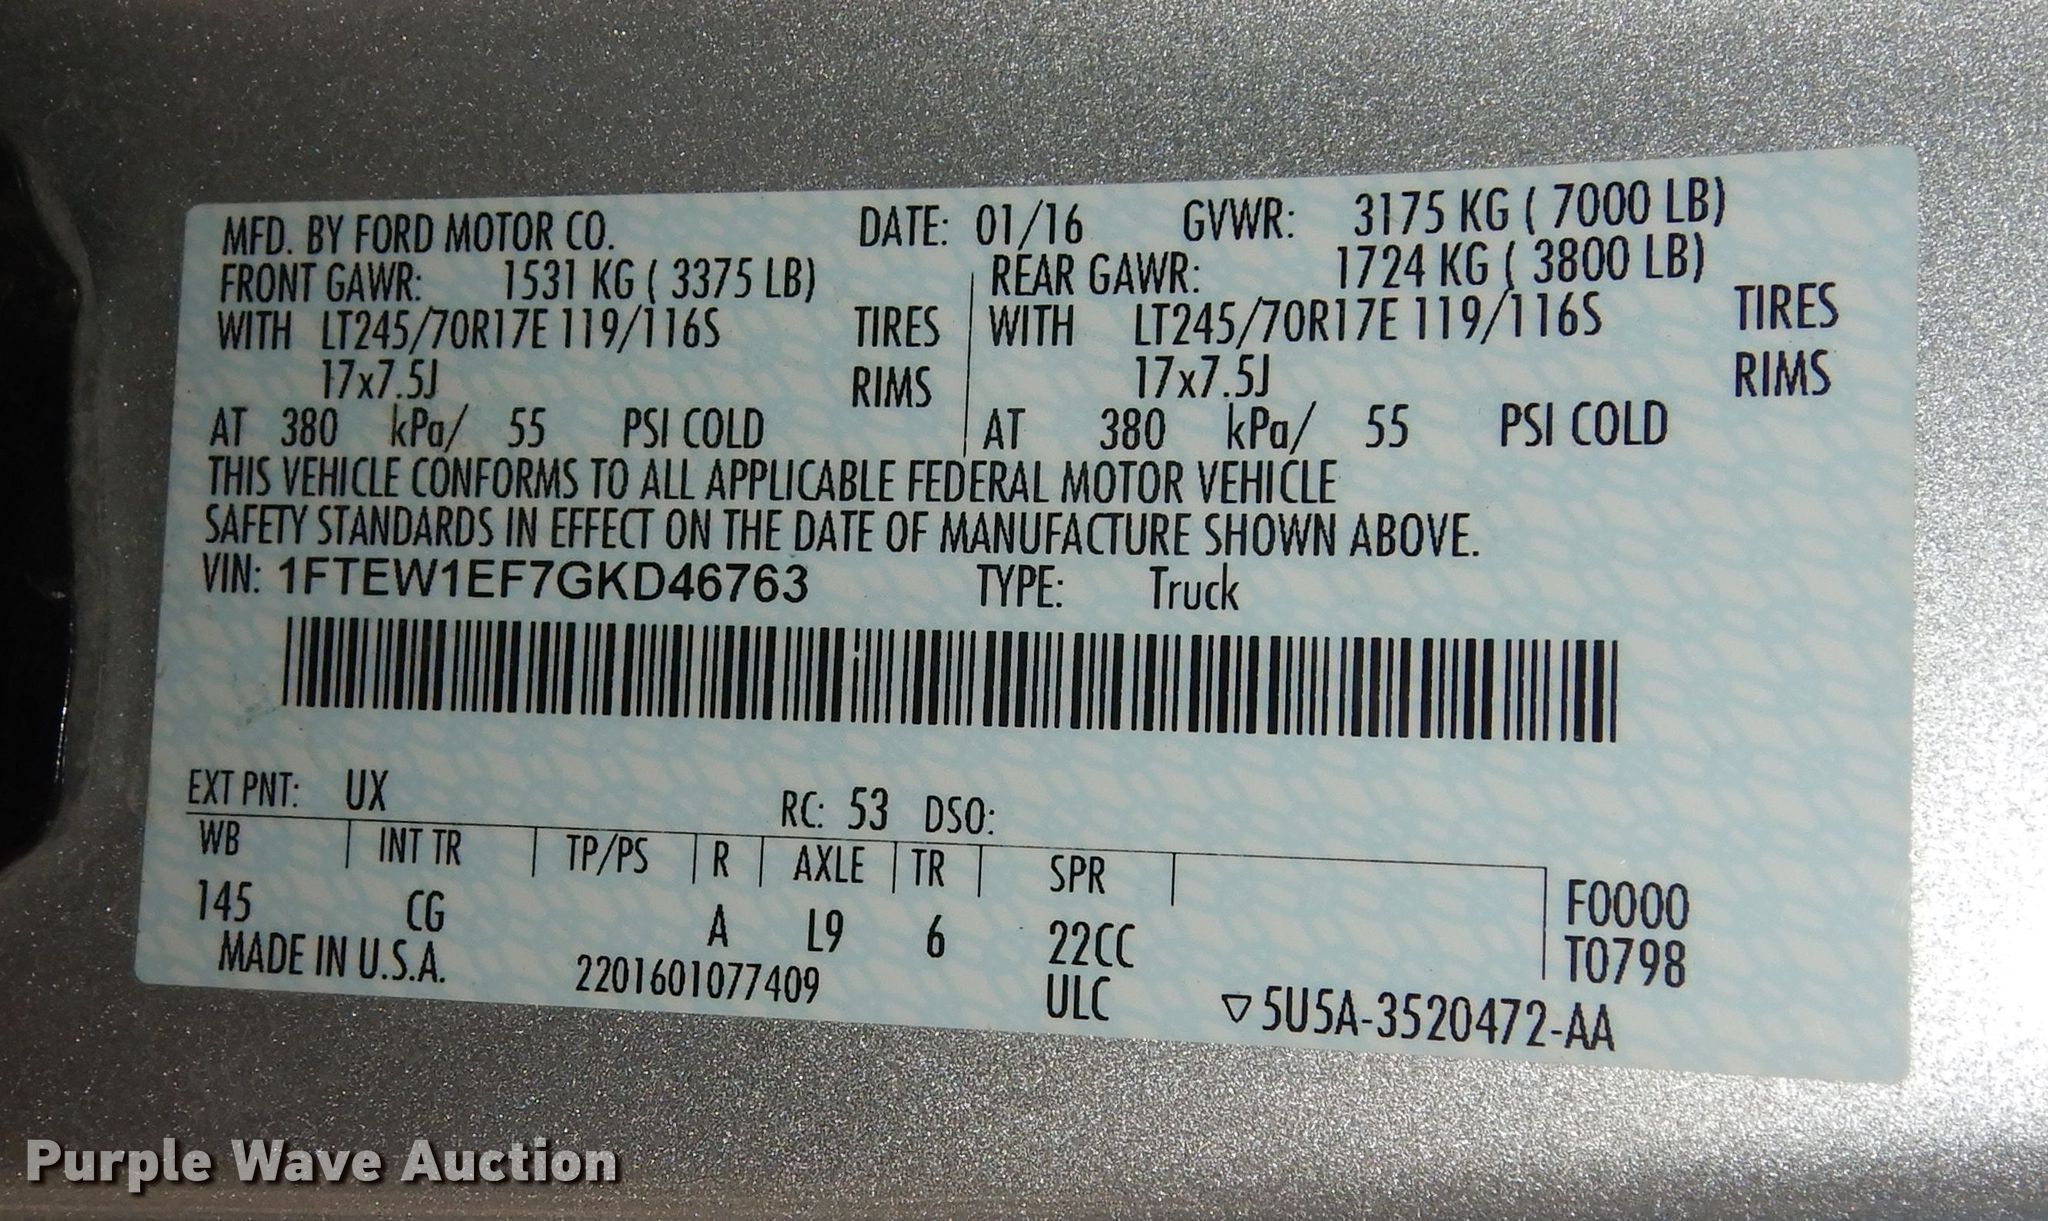 MFD. BY FORD MOTOR CO. DATE: 01/16 GVWR: 3175 KG ( 7000 LB)
FRONT GAWR: 1531 KG ( 3375 LB) REAR GAWR: 1724 KG ( 3800 LB)
WITH LT245/70R17E 119/116S TIRES WITH LT245/70R17E 119/116S TIRES
17x7.5J RIMS 17x7.5J RIMS
AT 380 kPa/ 55 PSI COLD AT 380 kPa/ 55 PSI COLD
THIS VEHICLE CONFORMS TO ALL APPLICABLE FEDERAL MOTOR VEHICLE
SAFETY STANDARDS IN EFFECT ON THE DATE OF MANUFACTURE SHOWN ABOVE.
VIN: 1FTEW1EF7GKD46763 TYPE: Truck
EXT PNT: UX RC: 53 DSO:
WB INT TR TP/PS R AXLE TR SPR
145 CG A L9 6 22CC F0000
MADE IN U.S.A. 2201601077409 ULC T0798
▽5U5A-3520472-AA
Purple Wave Auction